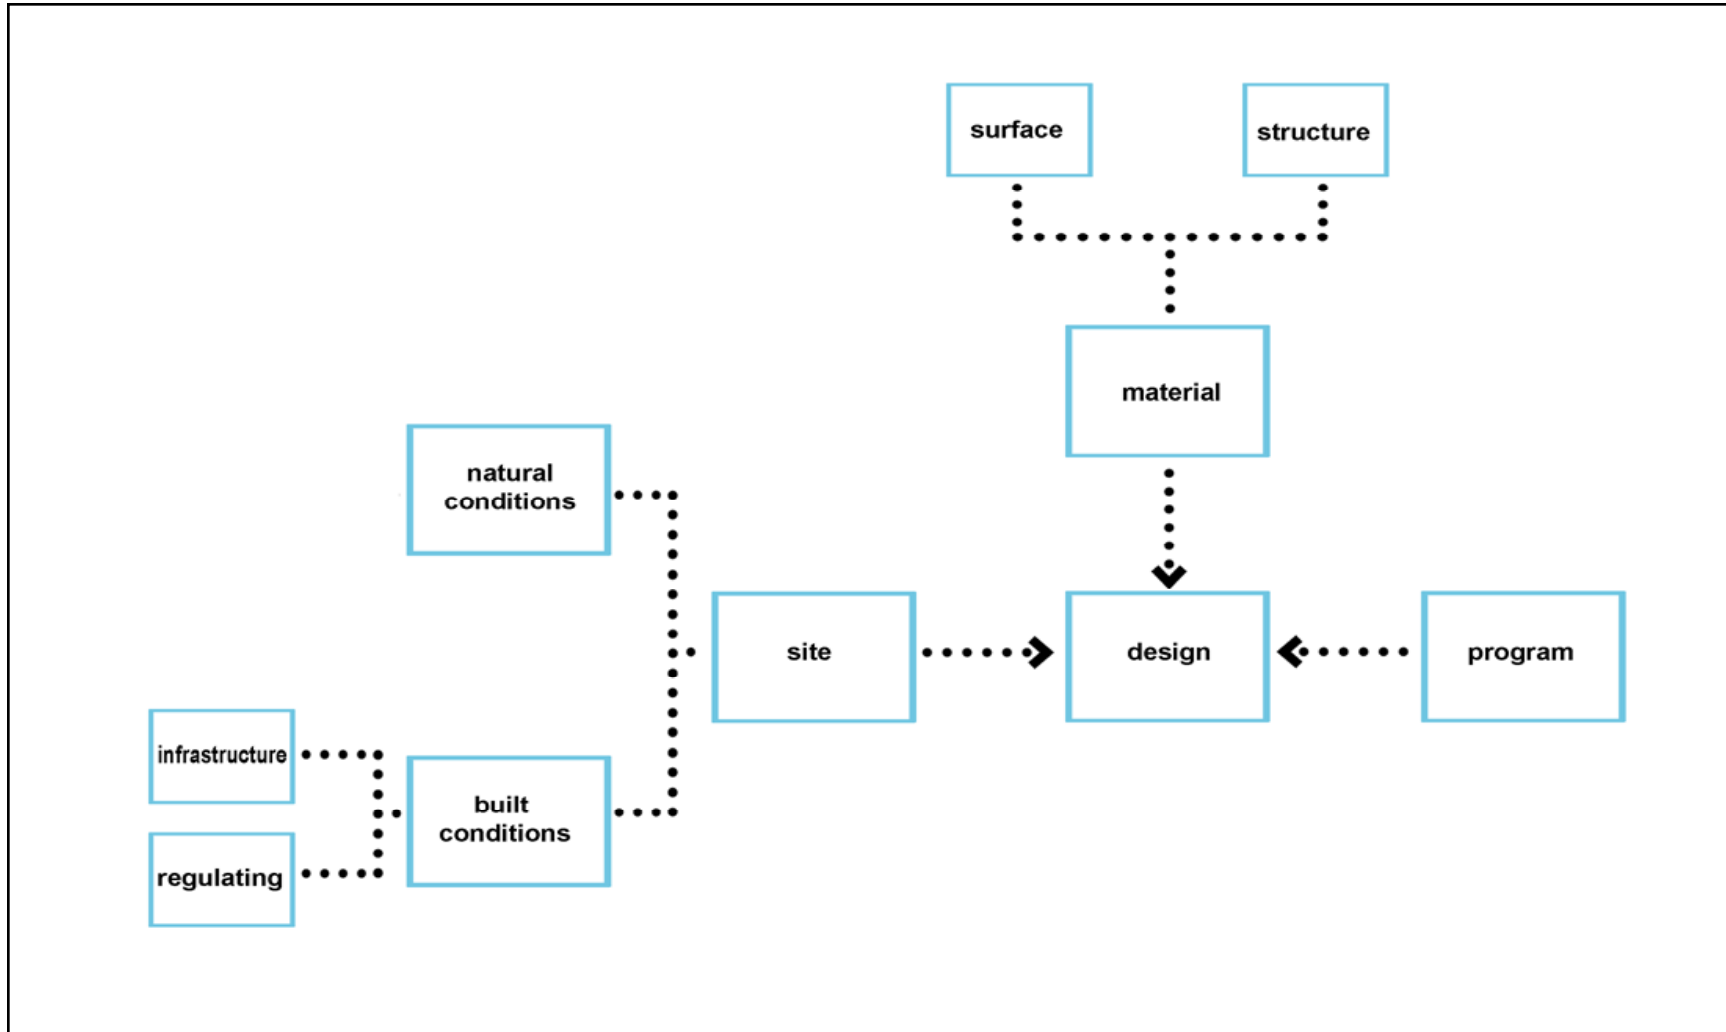 surface
structure
material
natural
conditions
site
design
program
infrastructure
built
conditions
regulating